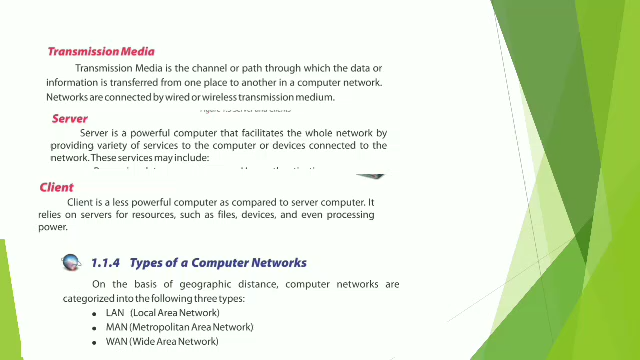 Transmission Media
Transmission Media is the channel or path through which the data or
information is transferred from one place to another in a computer network.
Networks are connected by wired or wireless transmission medium.
Server
Server is a powerful computer that facilitates the whole network by
providing variety of services to the computer or devices connected to the
network. These services may include:
Client
Client is a less powerful computer as compared to server computer. It
relies on servers for resources, such as files, devices, and even processing
power.
1.1.4 Types of a Computer Networks
On the basis of geographic distance, computer networks are
categorized into the following three types:
• LAN (Local Area Network)
• MAN (Metropolitan Area Network)
• WAN (Wide Area Network)